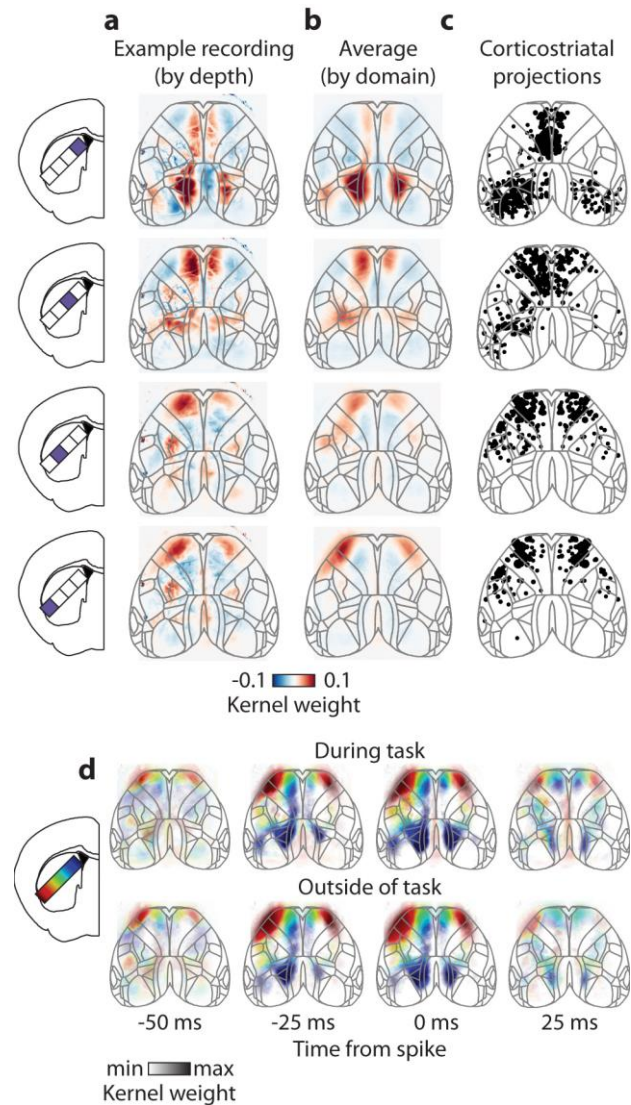 a
b
c
Example recording
(by depth)
Average
(by domain)
Corticostriatal
projections
-0.1
0.1
Kernel weight
d
During task
Outside of task
-50 ms
-25 ms
0 ms
25 ms
Time from spike
min
max
Kernel weight